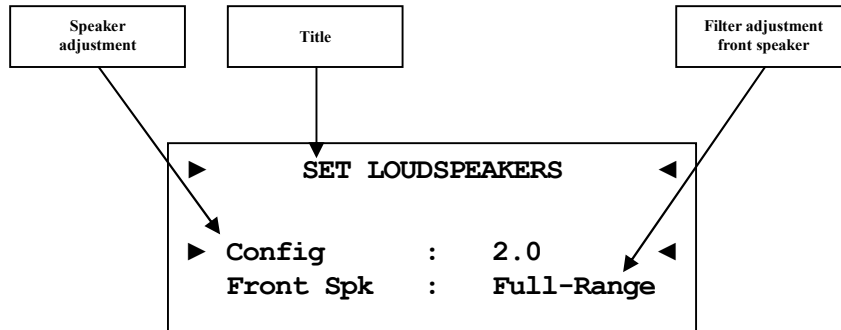 Speaker
adjustment
Title
Filter adjustment
front speaker
► SET LOUDSPEAKERS ◄
► Config : 2.0 ◄
Front Spk : Full-Range